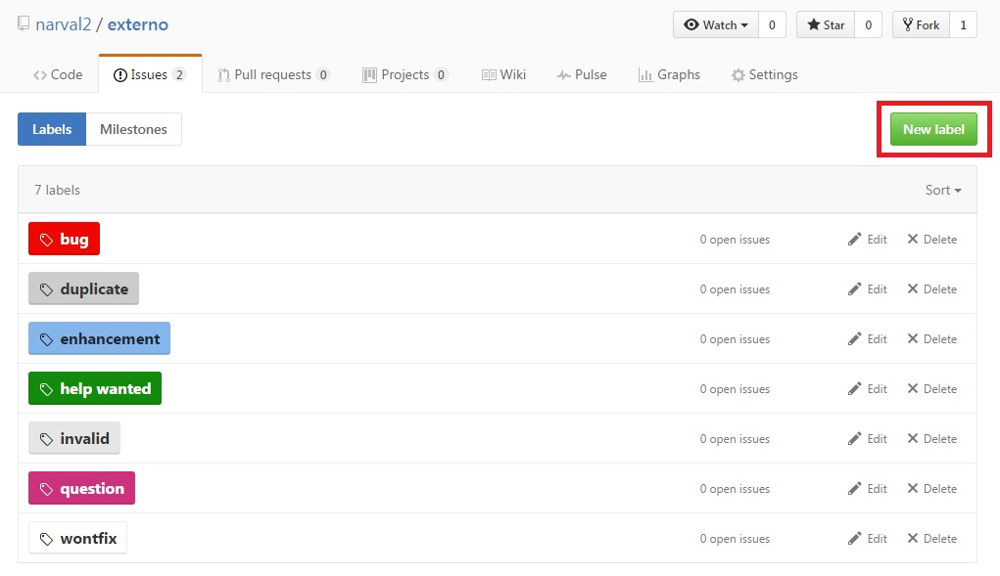 narval2 / externo Watch 0 Star 0 Fork 1
Code Issues 2 Pull requests 0 Projects 0 Wiki Pulse Graphs Settings
Labels Milestones New label
7 labels Sort
bug 0 open issues Edit Delete
duplicate 0 open issues Edit Delete
enhancement 0 open issues Edit Delete
help wanted 0 open issues Edit Delete
invalid 0 open issues Edit Delete
question 0 open issues Edit Delete
wontfix 0 open issues Edit Delete